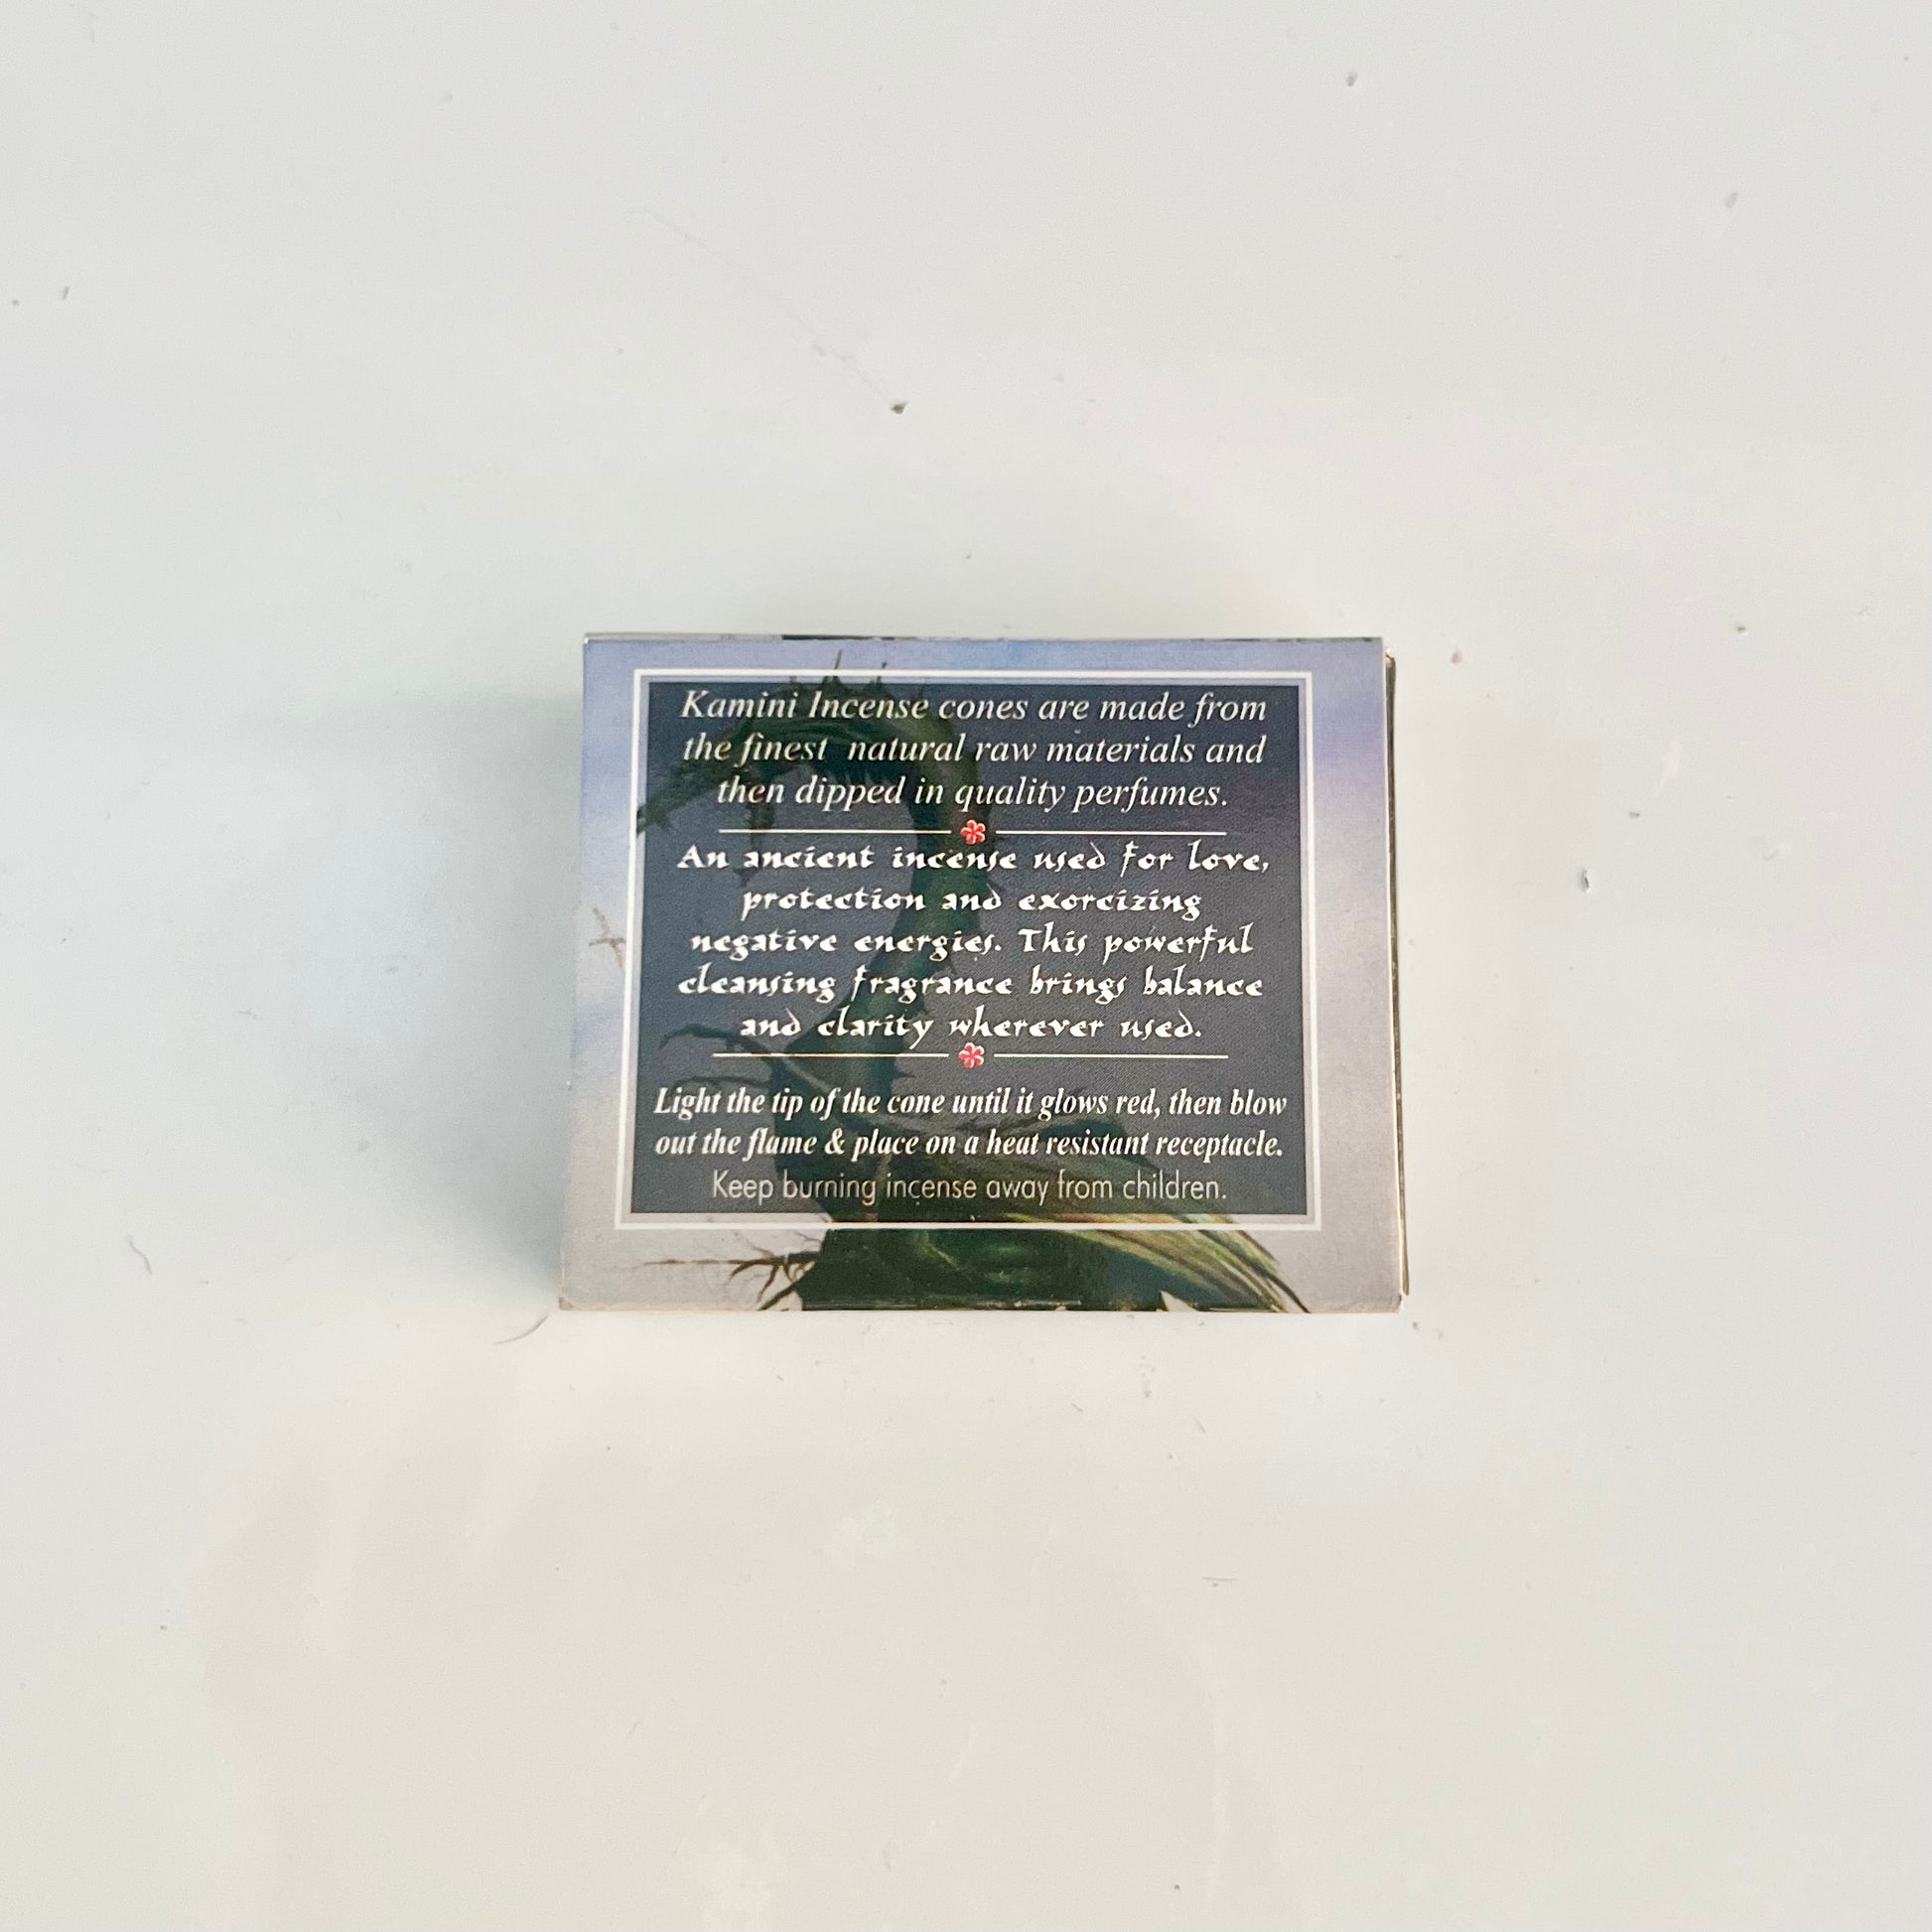 Kamini Incense cones are made from
the finest natural raw materials and
then dipped in quality perfumes.
An ancient incense used for love,
protection and exorcizing
negative energies. This powerful
cleansing fragrance brings balance
and clarity wherever used.
Light the tip of the cone until it glows red, then blow
out the flame & place on a heat resistant receptacle.
Keep burning incense away from children.